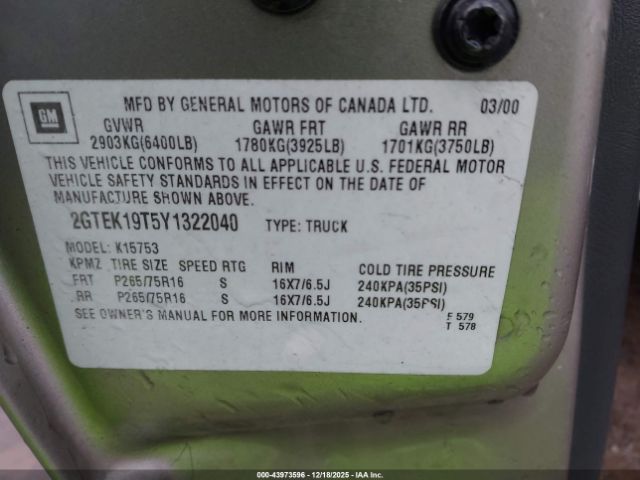 GM
MFD BY GENERAL MOTORS OF CANADA LTD. 03/00
GVWR GAWR FRT GAWR RR
2903KG(6400LB) 1780KG(3925LB) 1701KG(3750LB)
THIS VEHICLE CONFORMS TO ALL APPLICABLE U.S. FEDERAL MOTOR
VEHICLE SAFETY STANDARDS IN EFFECT ON THE DATE OF
MANUFACTURE SHOWN ABOVE.
2GTEK19T5Y1322040 TYPE: TRUCK
MODEL: K15753
KPMZ TIRE SIZE SPEED RTG RIM COLD TIRE PRESSURE
FRT P265/75R16 S 16X7/6.5J 240KPA(35PSI)
RR P265/75R16 S 16X7/6.5J 240KPA(35PSI)
SEE OWNER'S MANUAL FOR MORE INFORMATION. F 579
T 578
00-43973596 - 12/18/2025 - IAAI.COM